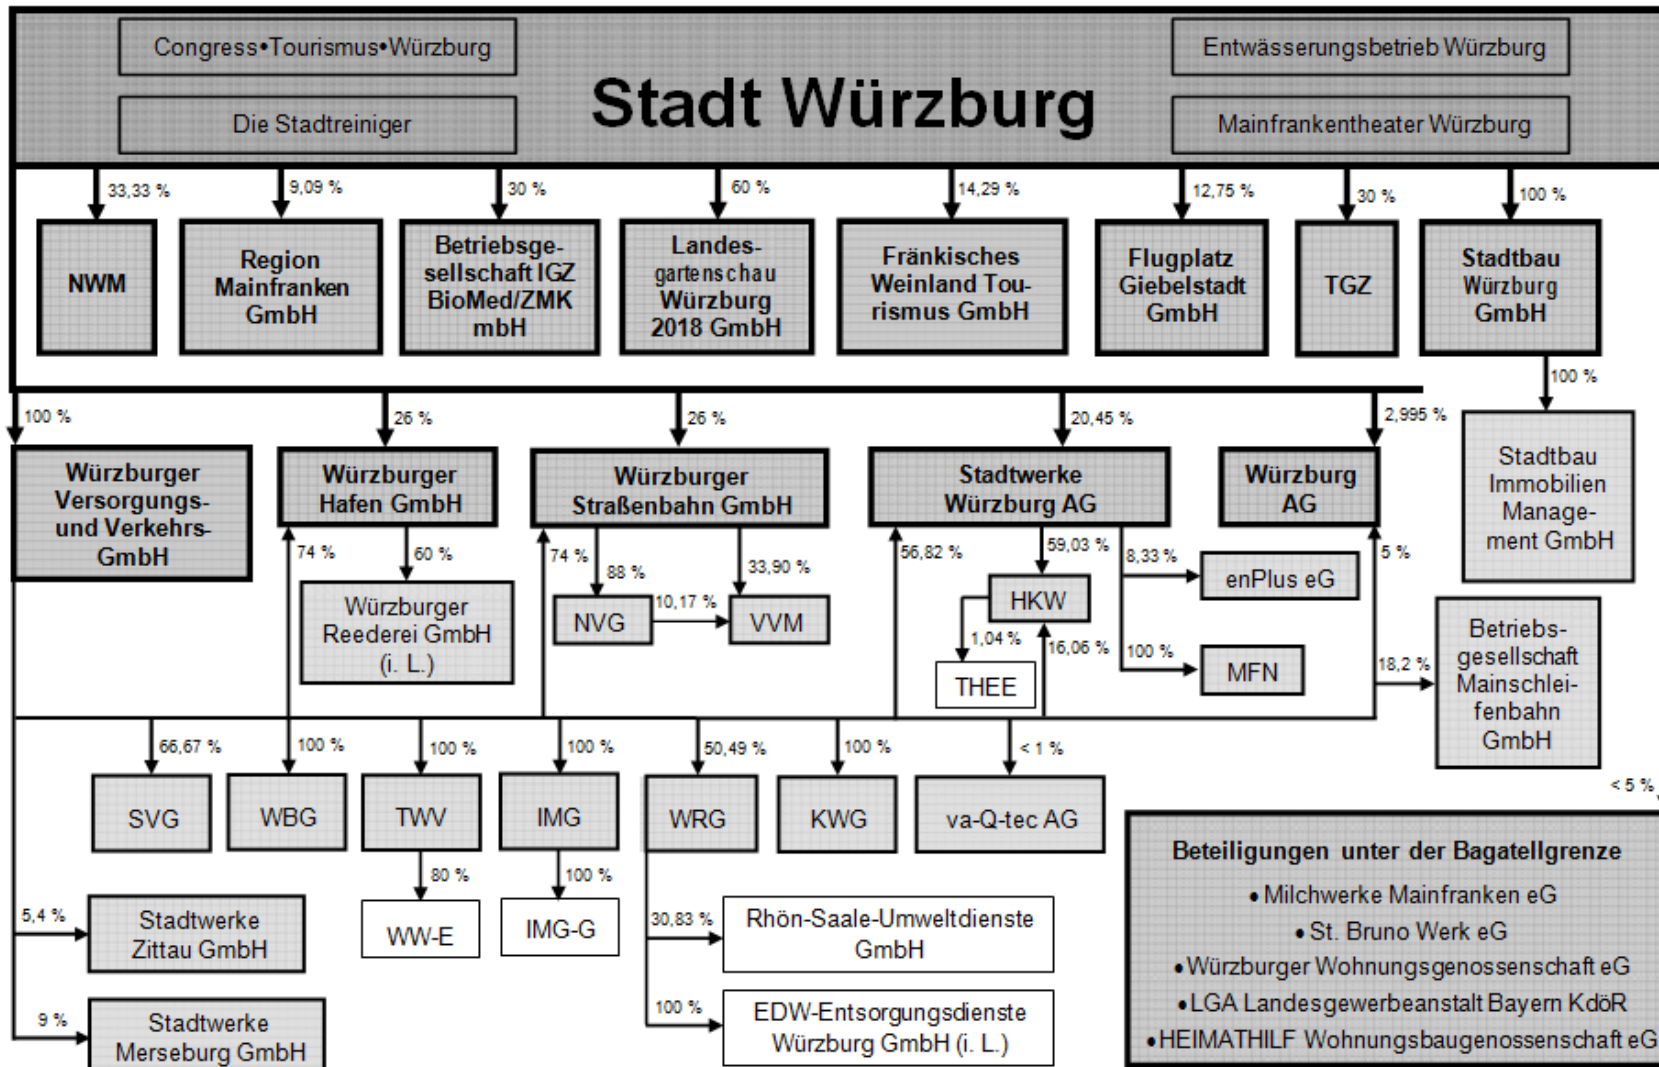 Congress•Tourismus•Würzburg
Entwässerungsbetrieb Würzburg
Stadt Würzburg
Die Stadtreiniger
Mainfrankentheater Würzburg
33,33 %
9,09 %
30 %
60 %
14,29 %
12,75 %
30 %
100 %
NWM
Region
Mainfranken
GmbH
Betriebsge-
sellschaft IGZ
BioMed/ZMK
mbH
Landes-
gartenschau
Würzburg
2018 GmbH
Fränkisches
Weinland Tou-
rismus GmbH
Flugplatz
Giebelstadt
GmbH
TGZ
Stadtbau
Würzburg
GmbH
100 %
100 %
26 %
26 %
20,45 %
2,995 %
Würzburger
Versorgungs-
und Verkehrs-
GmbH
Würzburger
Hafen GmbH
Würzburger
Straßenbahn GmbH
Stadtwerke
Würzburg AG
Würzburg
AG
Stadtbau
Immobilien
Manage-
ment GmbH
74 %
60 %
74 %
88 %
33,90 %
56,82 %
59,03 %
8,33 %
5 %
Würzburger
Reederei GmbH
(i. L.)
NVG
10,17 %
VVM
HKW
enPlus eG
1,04 %
16,06 %
100 %
THEE
MFN
18,2 %
Betriebs-
gesellschaft
Mainschlei-
fenbahn
GmbH
66,67 %
100 %
100 %
100 %
50,49 %
100 %
< 1 %
SVG
WBG
TWV
IMG
WRG
KWG
va-Q-tec AG
80 %
100 %
WW-E
IMG-G
5,4 %
Stadtwerke
Zittau GmbH
9 %
Stadtwerke
Merseburg GmbH
30,83 %
Rhön-Saale-Umweltdienste
GmbH
100 %
EDW-Entsorgungsdienste
Würzburg GmbH (i. L.)
< 5 %
Beteiligungen unter der Bagatellgrenze
• Milchwerke Mainfranken eG
• St. Bruno Werk eG
• Würzburger Wohnungsgenossenschaft eG
• LGA Landesgewerbeanstalt Bayern KdöR
• HEIMATHILF Wohnungsbaugenossenschaft eG